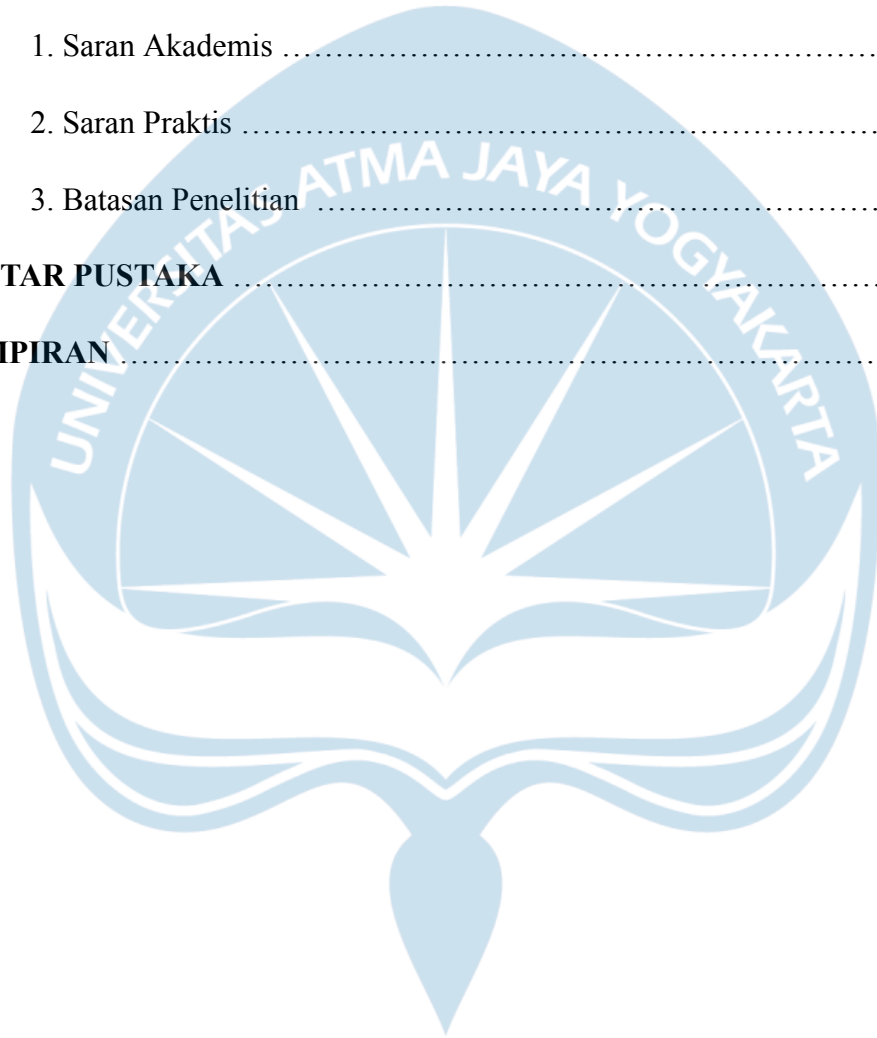 1. Saran Akademis ……………………………………………………
2. Saran Praktis ………………………………………………………
3. Batasan Penelitian ………………………………………………
TAR PUSTAKA ……………………………………………………………
IPIRAN ………………………………………………………………………
UNIVERSITAS ATMA JAYA YOGYAKARTA